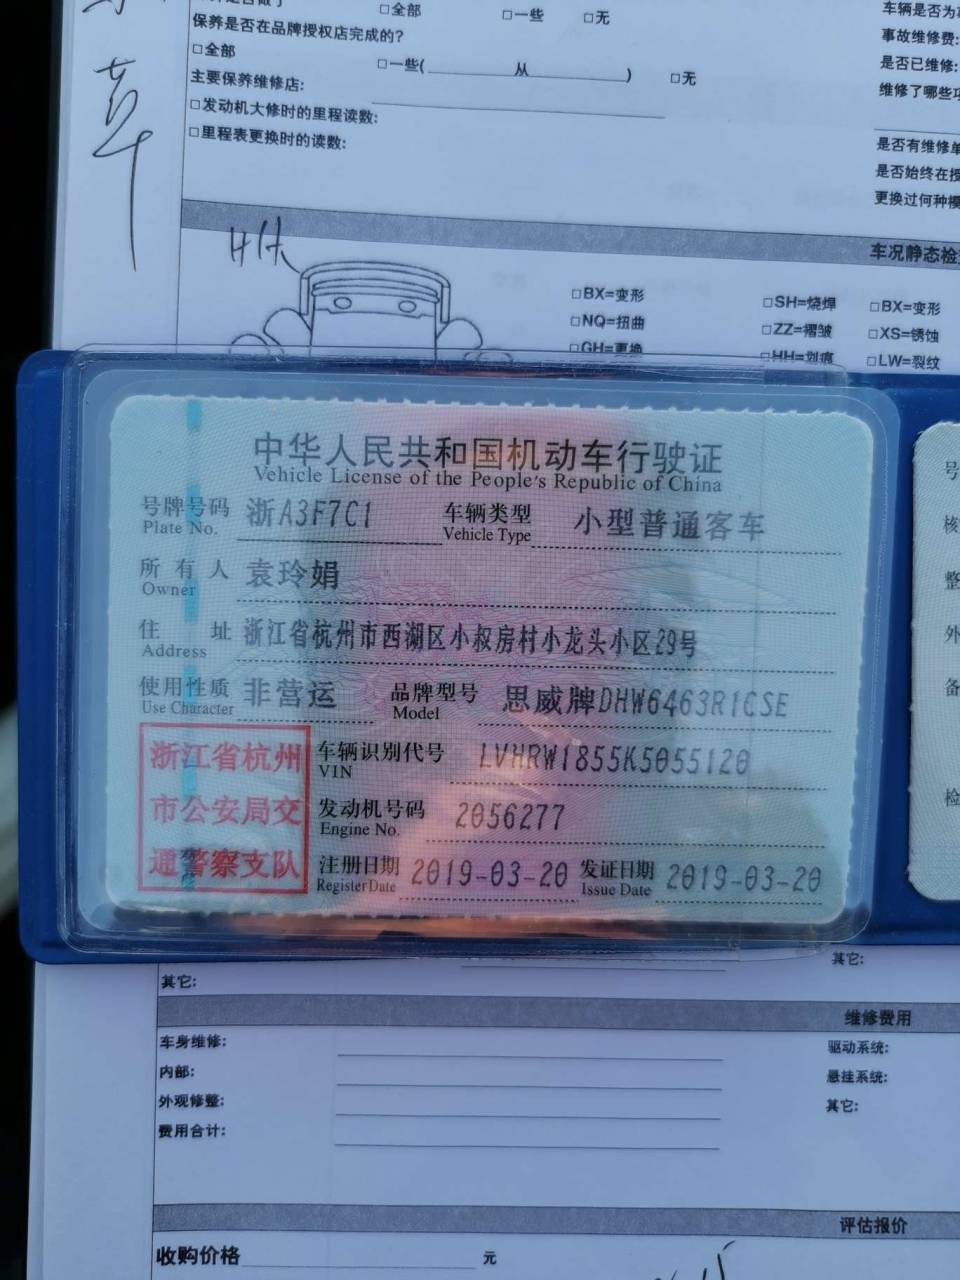 □全部 □一些 □无
保养是否在品牌授权店完成的?
□全部 □一些( 从 ) □无
主要保养维修店:
□发动机大修时的里程读数:
□里程表更换时的读数:
车辆是否为
事故维修费:
是否已维修:
维修了哪些
是否有维修单
是否始终在授
更换过何种模
车况静态检
HH
□BX=变形 □SH=烧焊 □BX=变形
□NQ=扭曲 □ZZ=褶皱 □XS=锈蚀
□GH=更换 □HH=划痕 □LW=裂纹
中华人民共和国机动车行驶证
Vehicle License of the People's Republic of China
号牌号码 浙A3F7C1 车辆类型 小型普通客车
Plate No. Vehicle Type
所有人 袁玲娟
Owner
住址 浙江省杭州市西湖区小叔房村小龙头小区29号
Address
使用性质 非营运 品牌型号 思威牌DHW6463R1CSE
Use Character Model
浙江省杭州
市公安局交
通警察支队
车辆识别代号 LVHRW1855K5055120
VIN
发动机号码 2056277
Engine No.
注册日期 2019-03-20 发证日期 2019-03-20
Register Date Issue Date
号
核
整
外
备
检
其它: 其它:
维修费用
车身维修: 驱动系统:
内部: 悬挂系统:
外观修整: 其它:
费用合计:
评估报价
收购价格 元